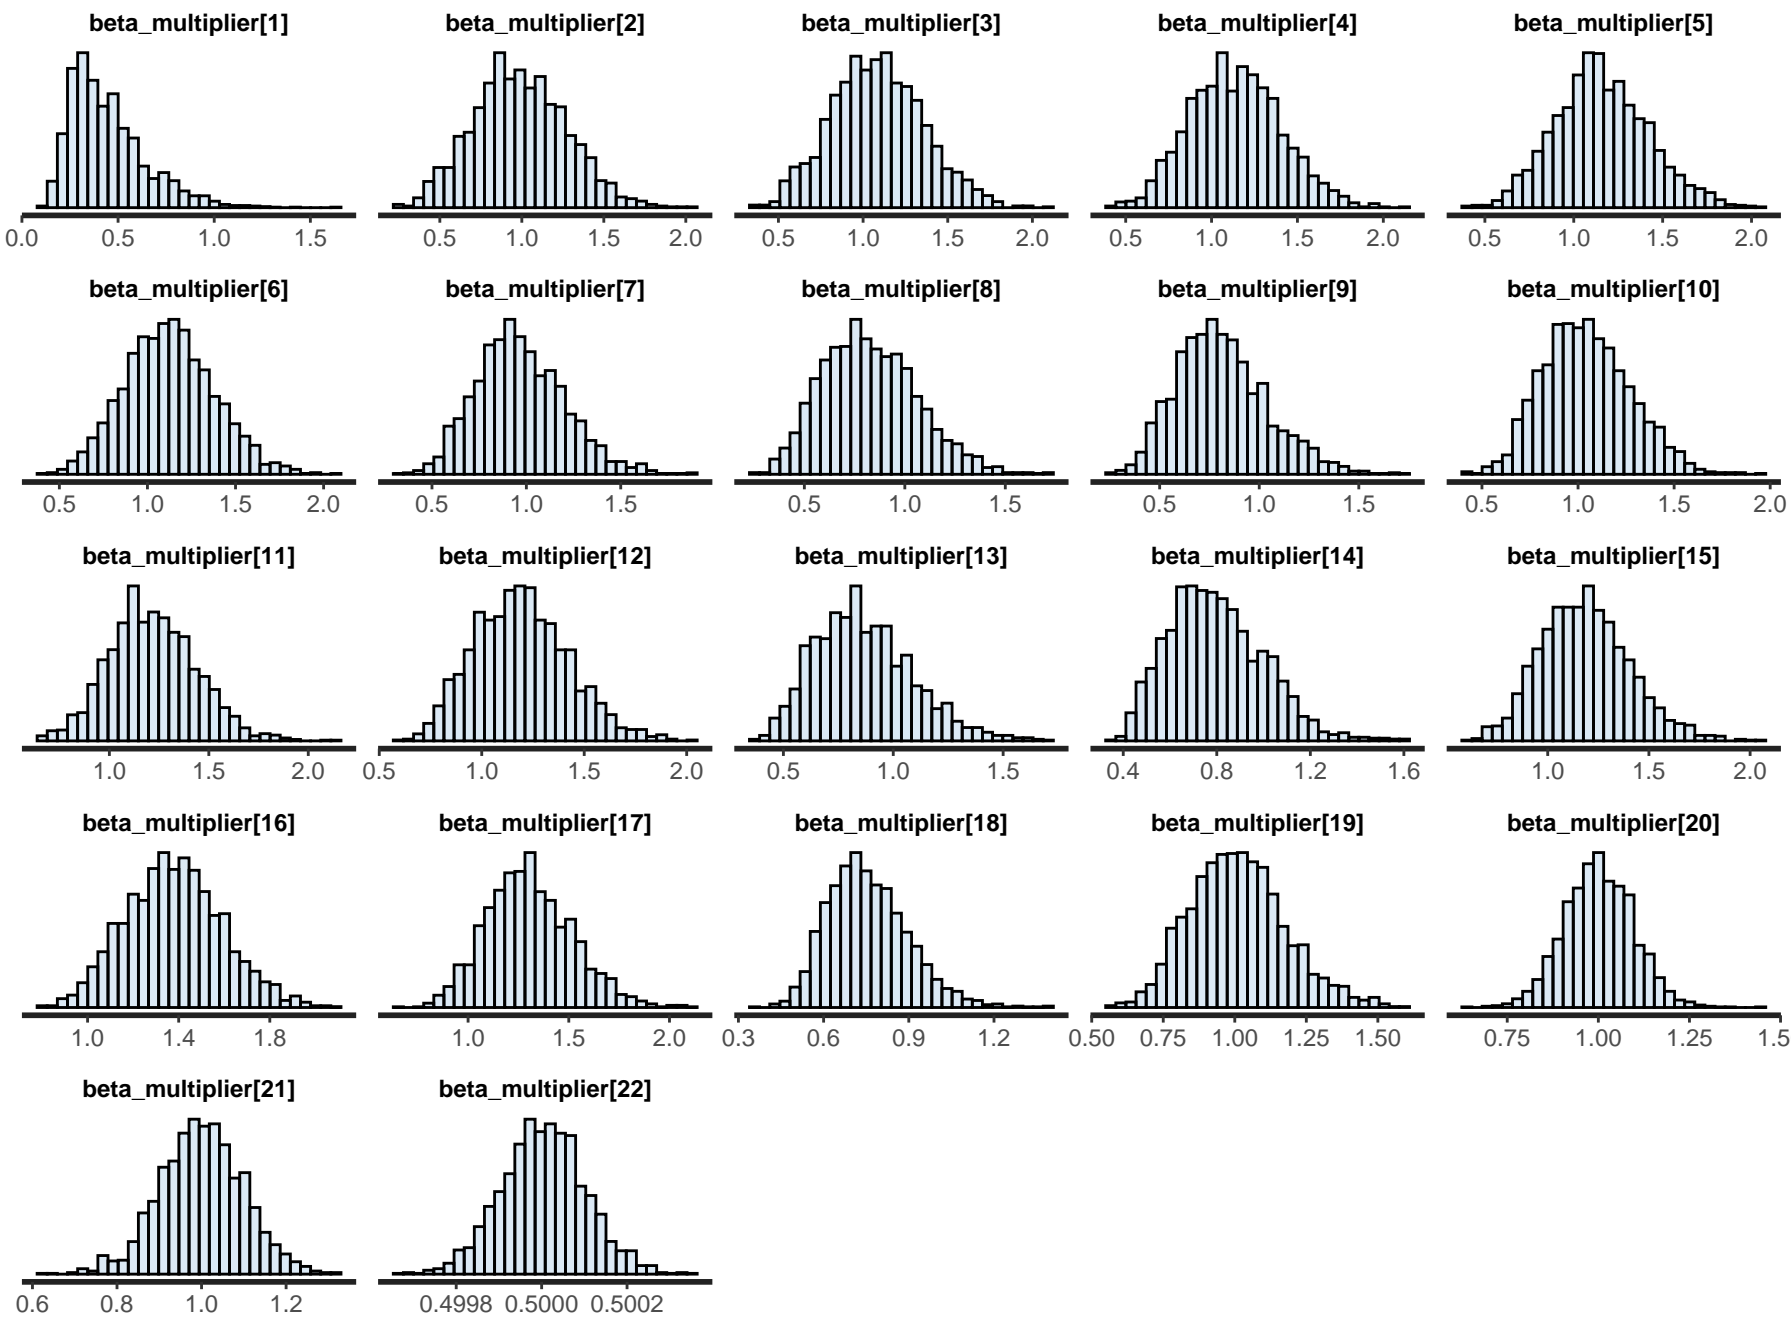 beta_multiplier[1] beta_multiplier[2] beta_multiplier[3] beta_multiplier[4] beta_multiplier[5]
0.0 0.5 1.0 1.5 0.5 1.0 1.5 2.0 0.5 1.0 1.5 2.0 0.5 1.0 1.5 2.0 0.5 1.0 1.5 2.0
beta_multiplier[6] beta_multiplier[7] beta_multiplier[8] beta_multiplier[9] beta_multiplier[10]
0.5 1.0 1.5 2.0 0.5 1.0 1.5 0.5 1.0 1.5 0.5 1.0 1.5 0.5 1.0 1.5 2.0
beta_multiplier[11] beta_multiplier[12] beta_multiplier[13] beta_multiplier[14] beta_multiplier[15]
1.0 1.5 2.0 0.5 1.0 1.5 2.0 0.5 1.0 1.5 0.4 0.8 1.2 1.6 1.0 1.5 2.0
beta_multiplier[16] beta_multiplier[17] beta_multiplier[18] beta_multiplier[19] beta_multiplier[20]
1.0 1.4 1.8 1.0 1.5 2.0 0.3 0.6 0.9 1.2 0.50 0.75 1.00 1.25 1.50 0.75 1.00 1.25 1.5
beta_multiplier[21] beta_multiplier[22]
0.6 0.8 1.0 1.2 0.4998 0.5000 0.5002